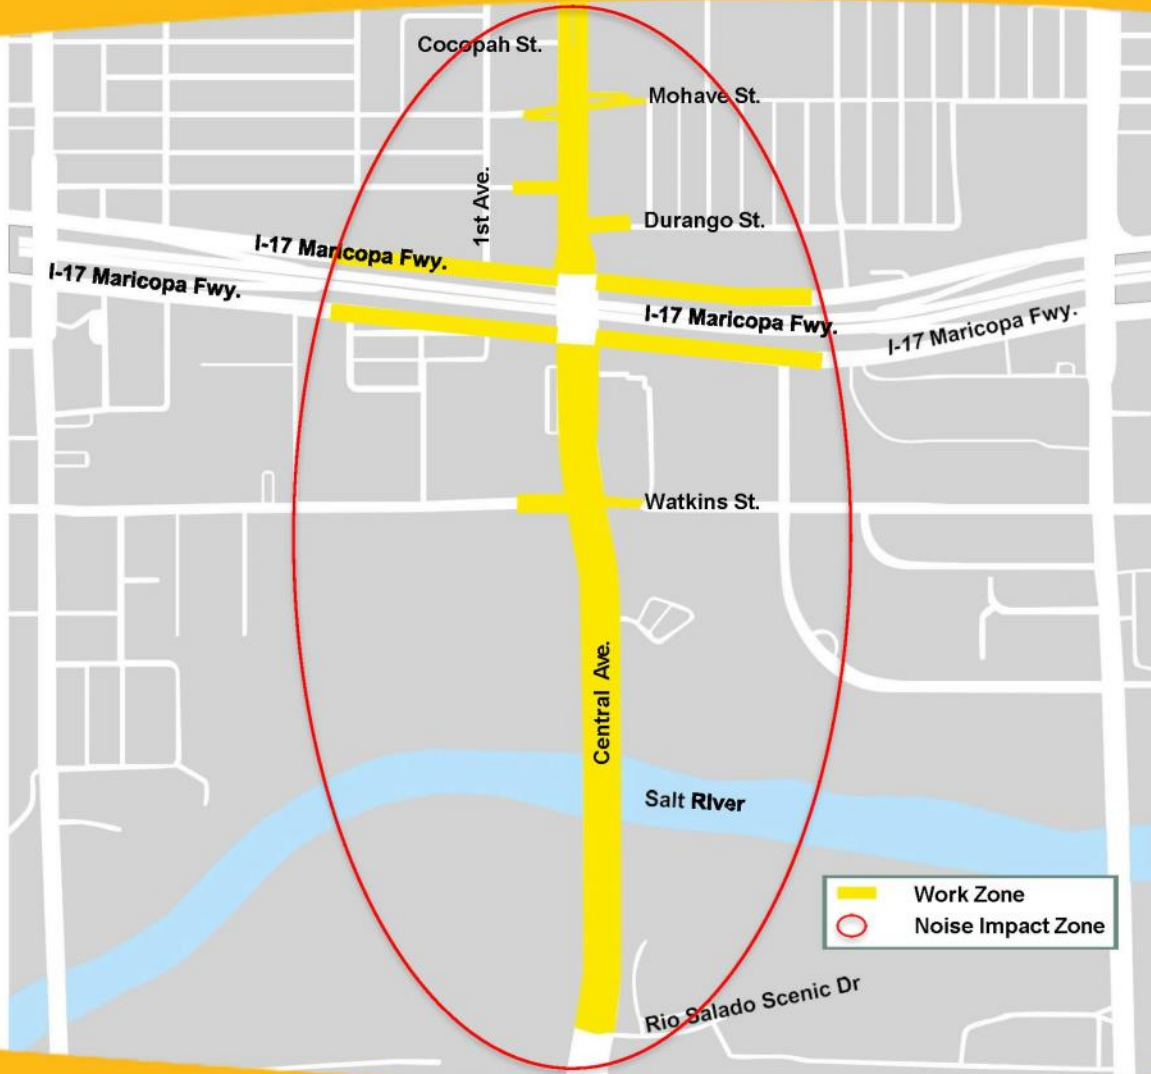 Cocopah St.
Mohave St.
1st Ave.
Durango St.
I-17 Maricopa Fwy.
I-17 Maricopa Fwy.
I-17 Maricopa Fwy.
I-17 Maricopa Fwy.
Watkins St.
Central Ave.
Salt RIver
Work Zone
Noise Impact Zone
Rio Salado Scenic Dr